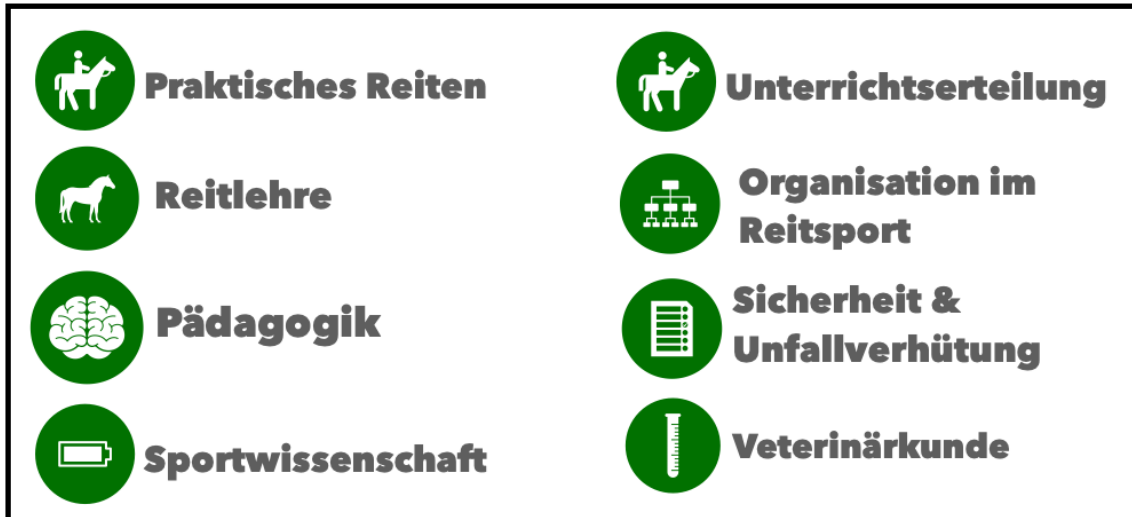 Praktisches Reiten
Reitlehre
Pädagogik
Sportwissenschaft
Unterrichtserteilung
Organisation im
Reitsport
Sicherheit &
Unfallverhütung
Veterinärkunde